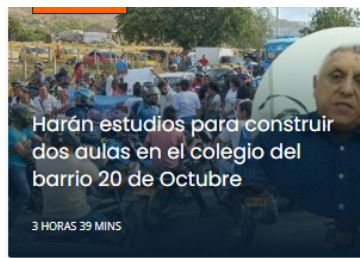 Harán estudios para construir
dos aulas en el colegio del
barrio 20 de Octubre
3 HORAS 39 MINS